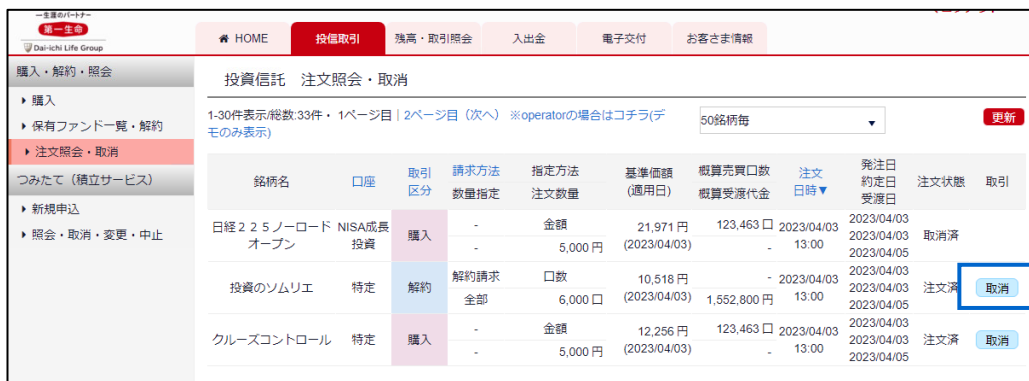 一生涯のパートナー
第一生命
Dai-ichi Life Group
HOME
投信取引
残高・取引照会
入出金
電子交付
お客さま情報
購入・解約・照会
購入
保有ファンド一覧・解約
注文照会・取消
つみたて（積立サービス）
新規申込
照会・取消・変更・中止
投資信託 注文照会・取消
1-30件表示/総数:33件・ 1ページ目 | 2ページ目（次へ） ※operatorの場合はコチラ(デ
モのみ表示)
50銘柄毎 ▼
更新
銘柄名 口座 取引 区分 請求方法 数量指定 指定方法 注文数量 基準価額 (適用日) 概算売買口数 概算受渡代金 注文 日時▼ 発注日 約定日 受渡日 注文状態 取引
日経２２５ノーロード オープン NISA成長 投資 購入 - - 金額 5,000 円 21,971 円 (2023/04/03) 123,463 口 - 2023/04/03 13:00 2023/04/03 2023/04/03 2023/04/05 取消済
投資のソムリエ 特定 解約 解約請求 全部 口数 6,000 口 10,518 円 (2023/04/03) - 1,552,800 円 2023/04/03 13:00 2023/04/03 2023/04/03 2023/04/05 注文済 取消
クルーズコントロール 特定 購入 - - 金額 5,000 円 12,256 円 (2023/04/03) 123,463 口 - 2023/04/03 13:00 2023/04/03 2023/04/03 2023/04/05 注文済 取消